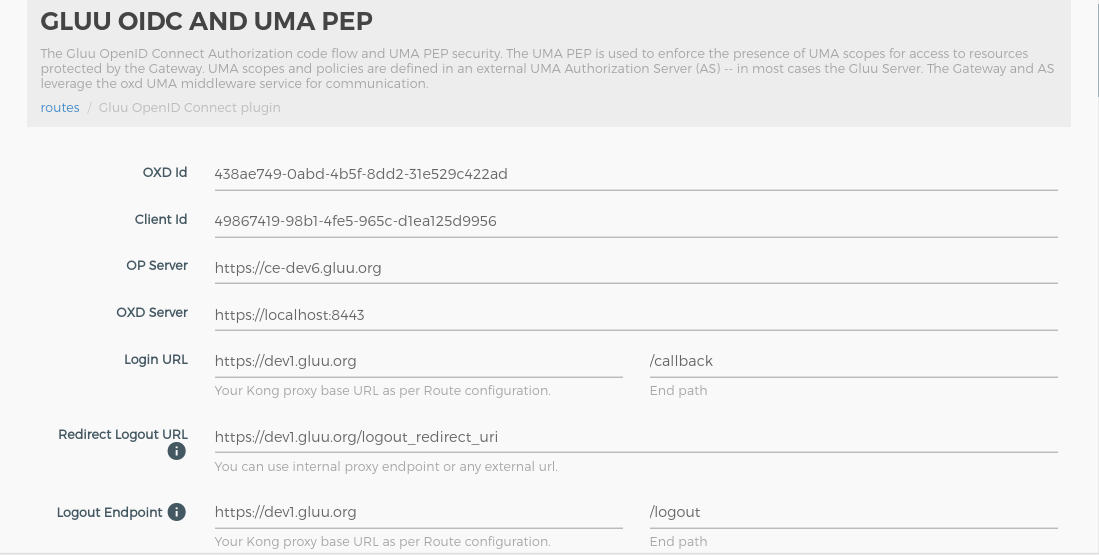 GLUU OIDC AND UMA PEP
The Gluu OpenID Connect Authorization code flow and UMA PEP security. The UMA PEP is used to enforce the presence of UMA scopes for access to resources
protected by the Gateway. UMA scopes and policies are defined in an external UMA Authorization Server (AS) -- in most cases the Gluu Server. The Gateway and AS
leverage the oxd UMA middleware service for communication.
routes / Gluu OpenID Connect plugin
OXD Id 438ae749-0abd-4b5f-8dd2-31e529c422ad
Client Id 49867419-98b1-4fe5-965c-d1ea125d9956
OP Server https://ce-dev6.gluu.org
OXD Server https://localhost:8443
Login URL https://dev1.gluu.org /callback
Your Kong proxy base URL as per Route configuration. End path
Redirect Logout URL https://dev1.gluu.org/logout_redirect_uri
You can use internal proxy endpoint or any external url.
Logout Endpoint https://dev1.gluu.org /logout
Your Kong proxy base URL as per Route configuration. End path